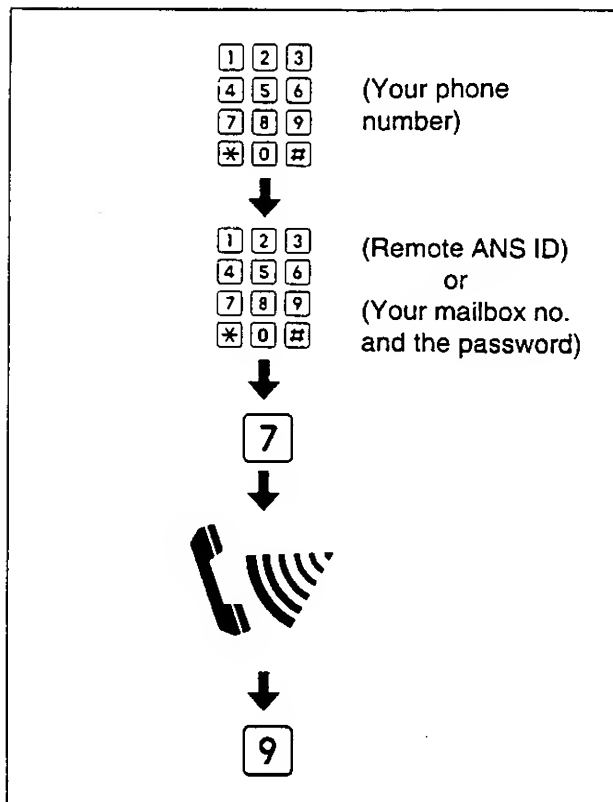 1 2 3
4 5 6
7 8 9
* 0 #
(Your phone
number)
1 2 3
4 5 6
7 8 9
* 0 #
(Remote ANS ID)
or
(Your mailbox no.
and the password)
7
9